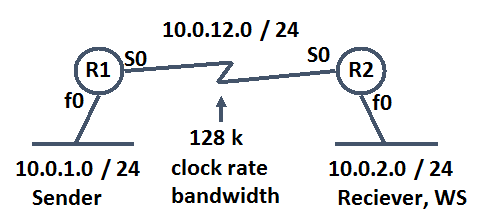 10.0.12.0 / 24
R1 S0 S0 R2
f0 f0
128 k
clock rate
bandwidth
10.0.1.0 / 24 10.0.2.0 / 24
Sender Reciever, WS